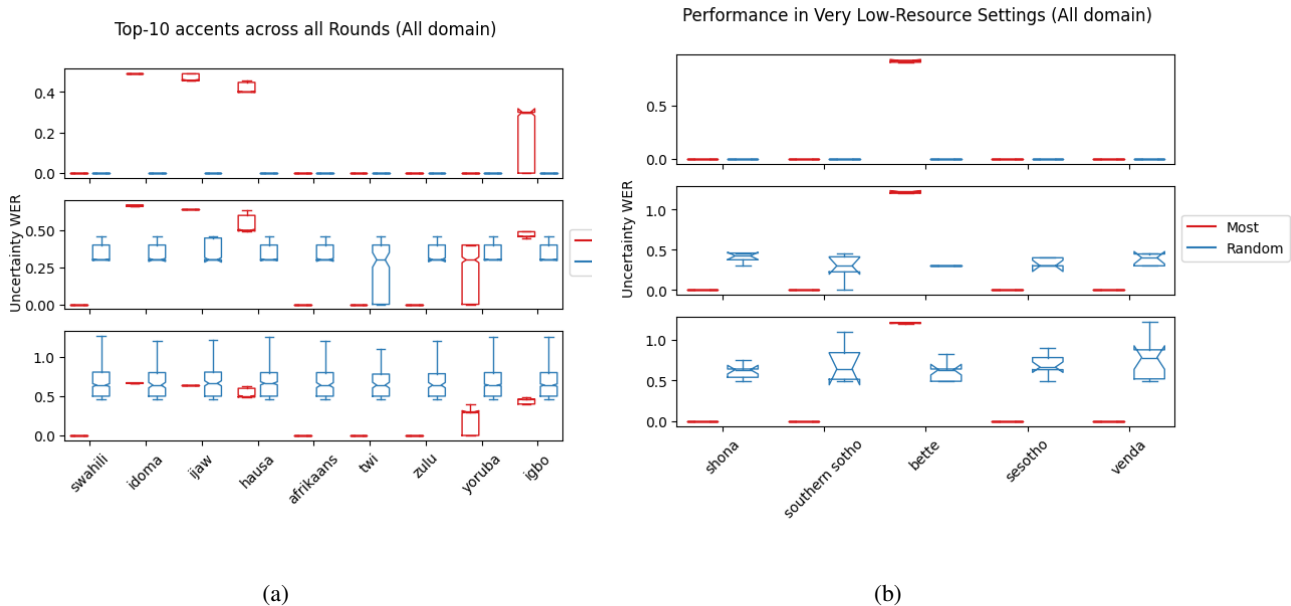 Top-10 accents across all Rounds (All domain)
0.4
0.2
0.0
0.50
0.25
0.00
1.0
0.5
0.0
Uncertainty WER
swahili
idoma
ijaw
hausa
afrikaans
twi
zulu
yoruba
igbo
(a)
Performance in Very Low-Resource Settings (All domain)
0.5
0.0
1.0
0.5
0.0
1.0
0.5
0.0
Uncertainty WER
Most
Random
shona
southern sotho
bette
sesotho
venda
(b)